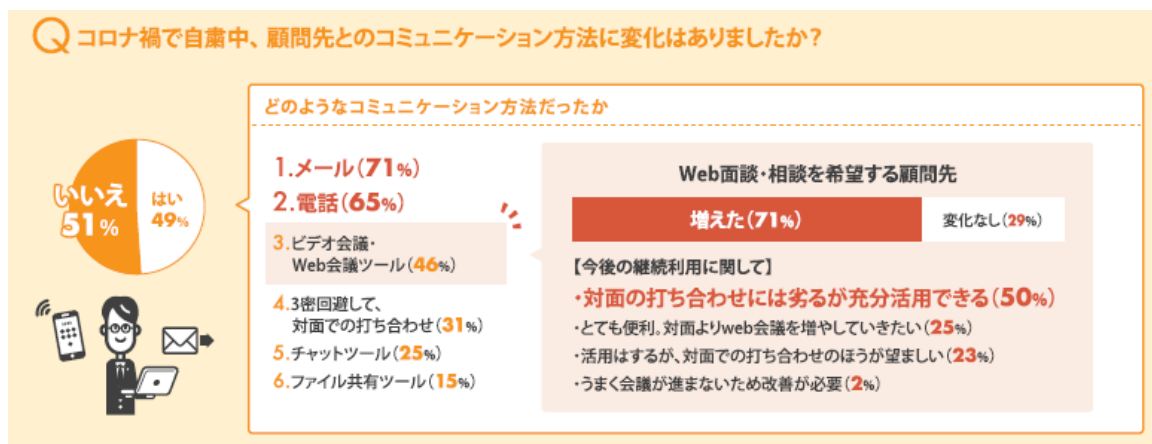 Q コロナ禍で自粛中、顧問先とのコミュニケーション方法に変化はありましたか？
いいえ
51%
はい
49%
どのようなコミュニケーション方法だったか
1.メール（71%）
2.電話（65%）
3.ビデオ会議・
Web会議ツール（46%）
4.3密回避して、
対面での打ち合わせ（31%）
5.チャットツール（25%）
6.ファイル共有ツール（15%）
Web面談・相談を希望する顧問先
増えた（71%）
変化なし（29%）
【今後の継続利用に関して】
・対面の打ち合わせには劣るが充分活用できる（50%）
・とても便利。対面よりweb会議を増やしていきたい（25%）
・活用はするが、対面での打ち合わせのほうが望ましい（23%）
・うまく会議が進まないため改善が必要（2%）